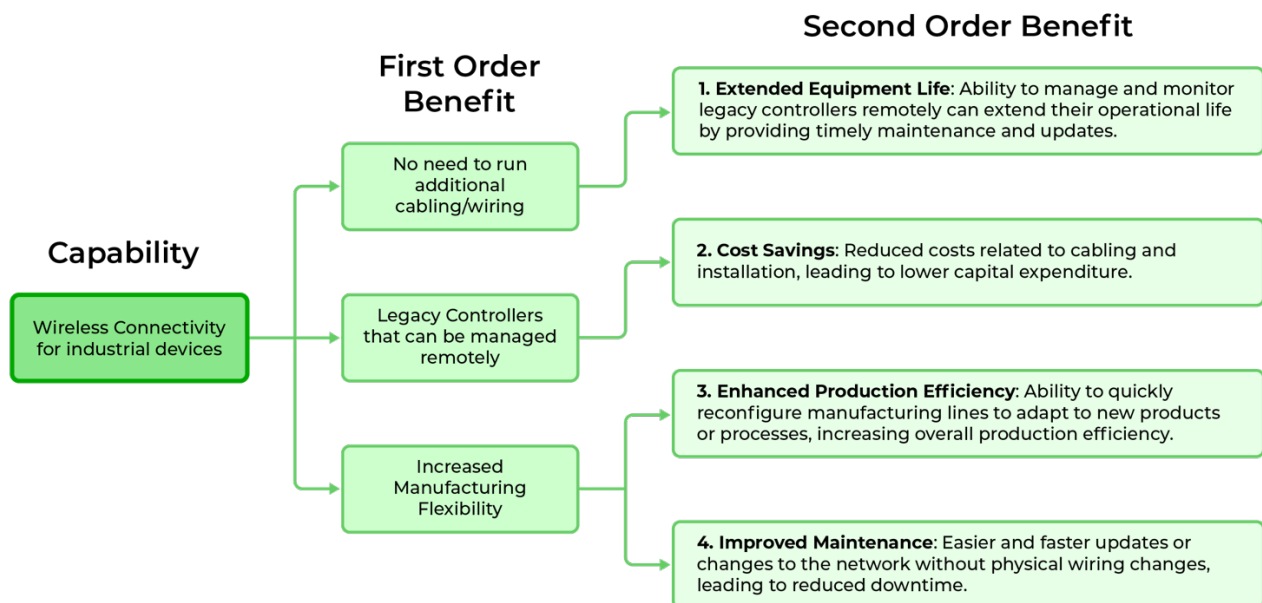 Second Order Benefit
First Order
Benefit
Capability
Wireless Connectivity
for industrial devices
No need to run
additional
cabling/wiring
Legacy Controllers
that can be managed
remotely
Increased
Manufacturing
Flexibility
1. Extended Equipment Life: Ability to manage and monitor
legacy controllers remotely can extend their operational life
by providing timely maintenance and updates.
2. Cost Savings: Reduced costs related to cabling and
installation, leading to lower capital expenditure.
3. Enhanced Production Efficiency: Ability to quickly
reconfigure manufacturing lines to adapt to new products
or processes, increasing overall production efficiency.
4. Improved Maintenance: Easier and faster updates or
changes to the network without physical wiring changes,
leading to reduced downtime.